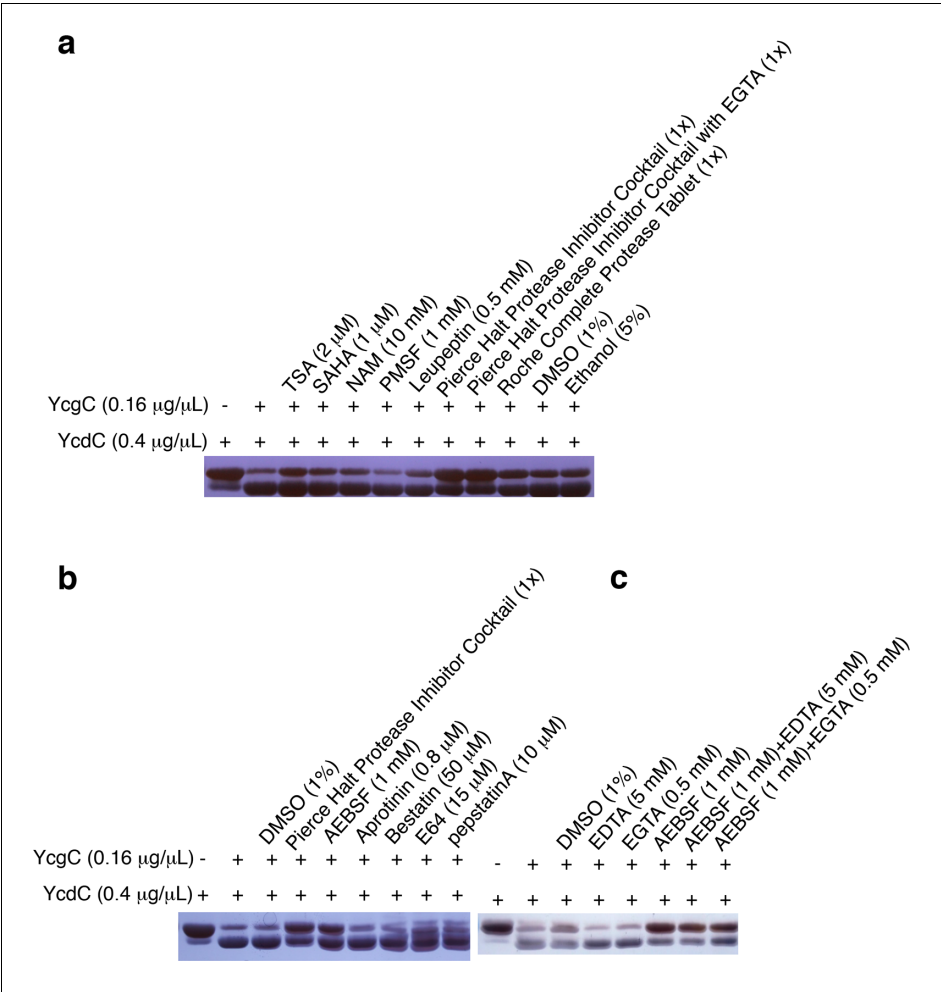 a
TSA (2 μM)
SAHA (1 μM)
NAM (10 mM)
PMSF (1 mM)
Leupeptin (0.5 mM)
Pierce Halt Protease Inhibitor Cocktail (1x)
Pierce Halt Protease Inhibitor Cocktail with EGTA (1x)
Roche Complete Protease Tablet (1x)
DMSO (1%)
Ethanol (5%)
YcgC (0.16 μg/μL) - + + + + + + + + + + +
YcdC (0.4 μg/μL) + + + + + + + + + + + +
b
DMSO (1%)
Pierce Halt Protease Inhibitor Cocktail (1x)
AEBSF (1 mM)
Aprotinin (0.8 μM)
Bestatin (50 μM)
E64 (15 μM)
pepstatinA (10 μM)
YcgC (0.16 μg/μL) - + + + + + + + +
YcdC (0.4 μg/μL) + + + + + + + + +
c
DMSO (1%)
EDTA (5 mM)
EGTA (0.5 mM)
AEBSF (1 mM)
AEBSF (1 mM)+EDTA (5 mM)
AEBSF (1 mM)+EGTA (0.5 mM)
- + + + + + + +
+ + + + + + + +